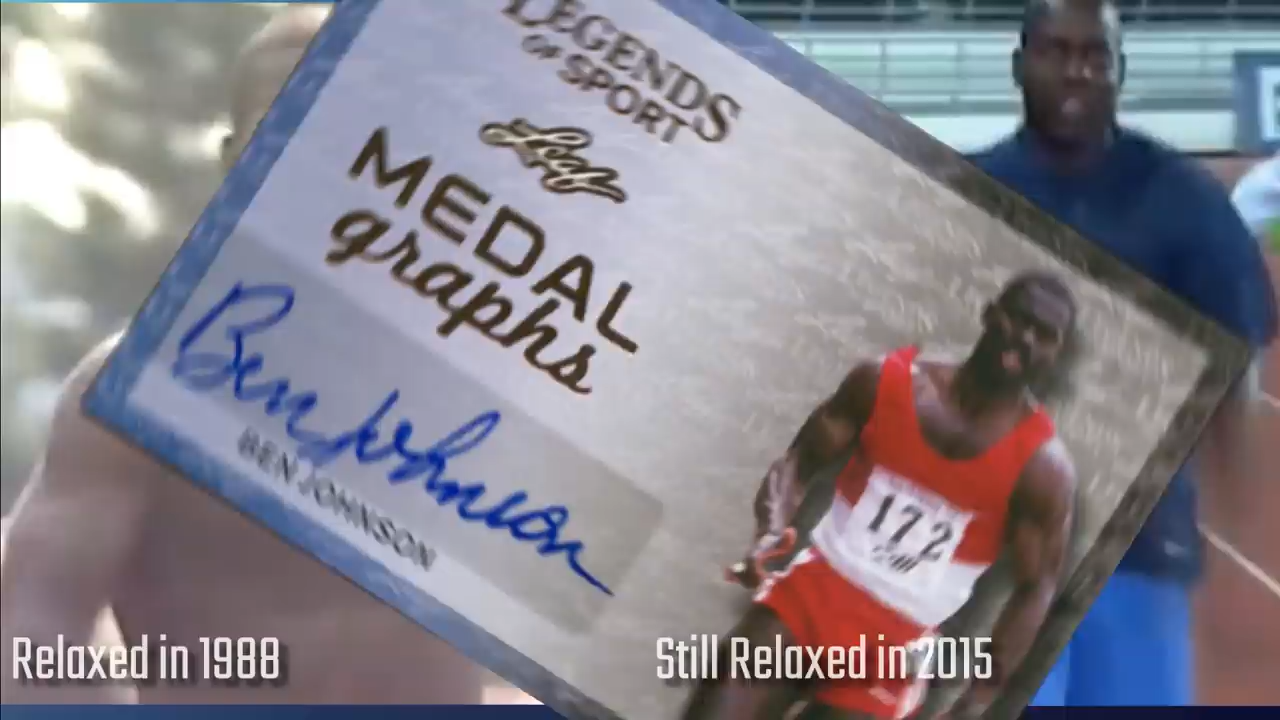 LEGENDS
OF SPORT
Leaf
MEDAL
graphs
Ben Johnson
BEN JOHNSON
172
Relaxed in 1988
Still Relaxed in 2015